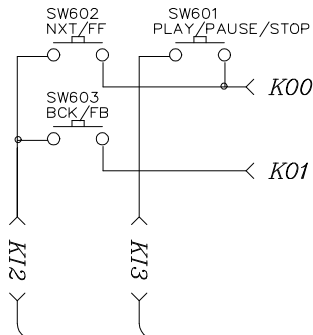 SW602
NXT/FF
SW601
PLAY/PAUSE/STOP
K00
SW603
BCK/FB
K01
KI2
KI3